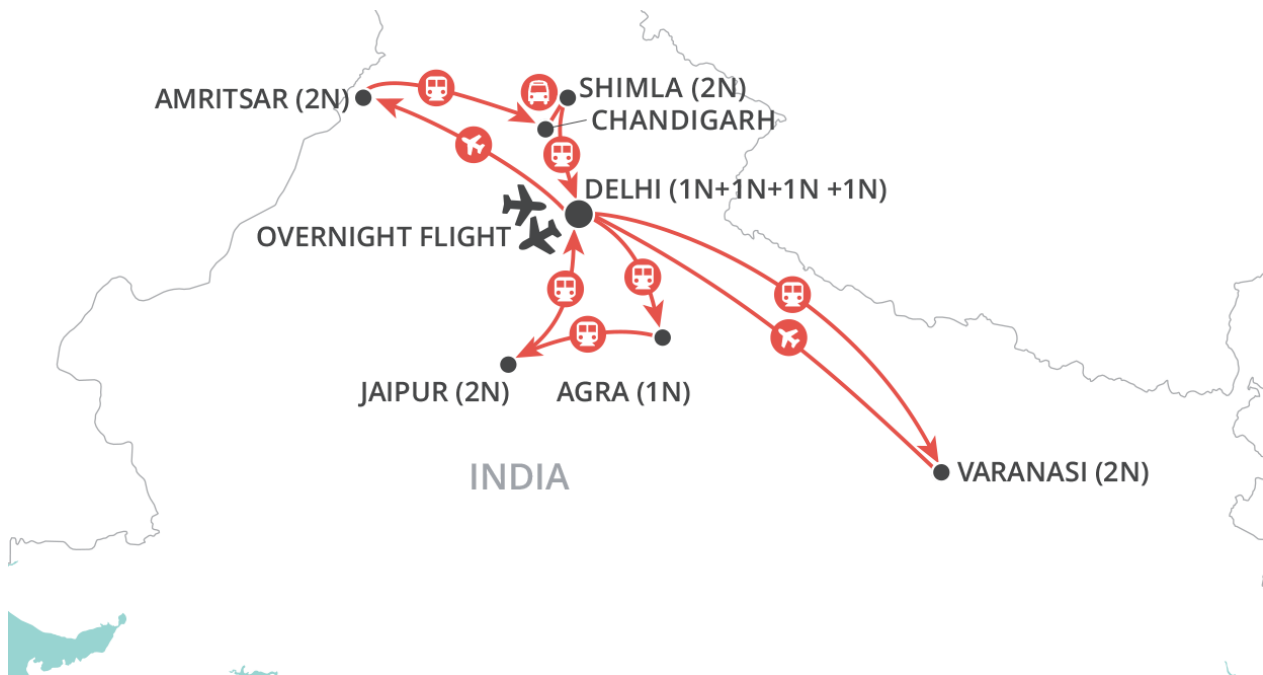 AMRITSAR (2N)
SHIMLA (2N)
CHANDIGARH
DELHI (1N+1N+1N +1N)
OVERNIGHT FLIGHT
JAIPUR (2N)
AGRA (1N)
INDIA
VARANASI (2N)